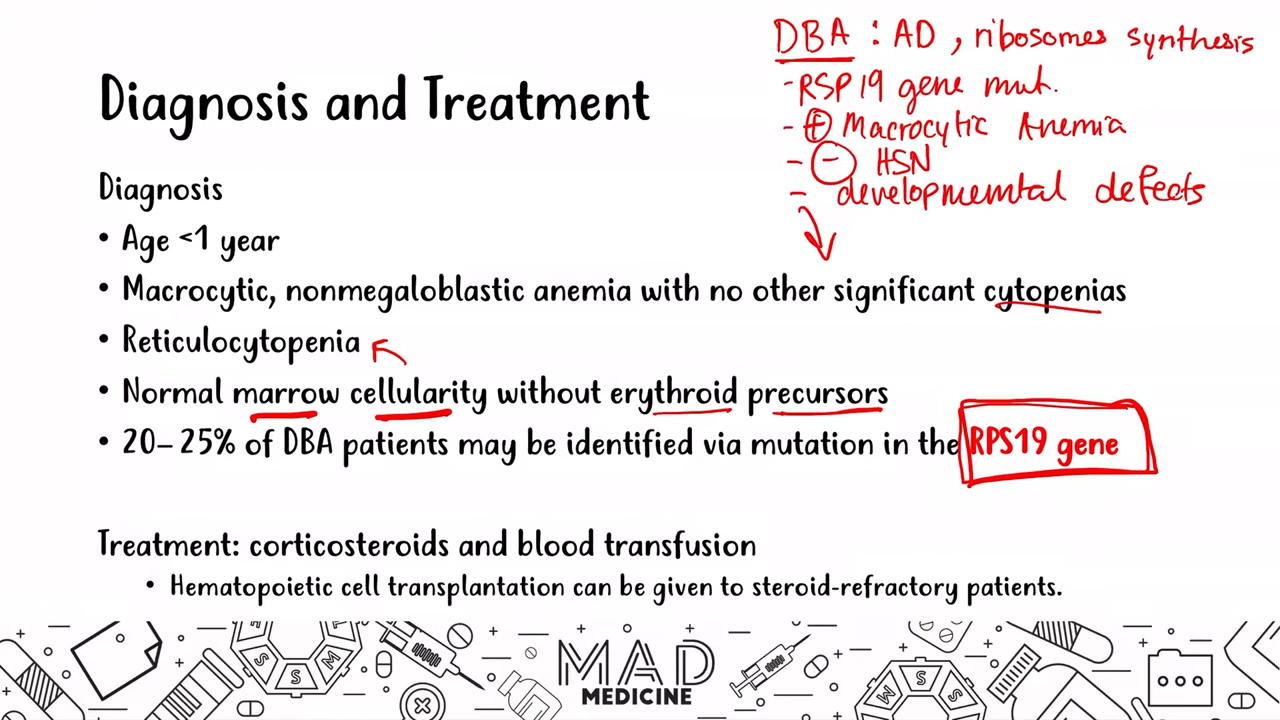 DBA : AD, ribosomes synthesis
- RSP19 gene mut.
- + Macrocytic Anemia
- - HSN
- developmemtal defects
Diagnosis and Treatment
Diagnosis
• Age <1 year
• Macrocytic, nonmegaloblastic anemia with no other significant cytopenias
• Reticulocytopenia
• Normal marrow cellularity without erythroid precursors
• 20-25% of DBA patients may be identified via mutation in the RPS19 gene
Treatment: corticosteroids and blood transfusion
• Hematopoietic cell transplantation can be given to steroid-refractory patients.
MAD
MEDICINE